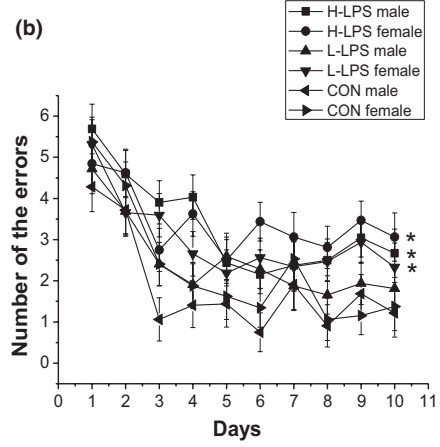 (b)
H-LPS male
H-LPS female
L-LPS male
L-LPS female
CON male
CON female
Number of the errors
6
5
4
3
2
1
0
*
*
*
0 1 2 3 4 5 6 7 8 9 10 11
Days